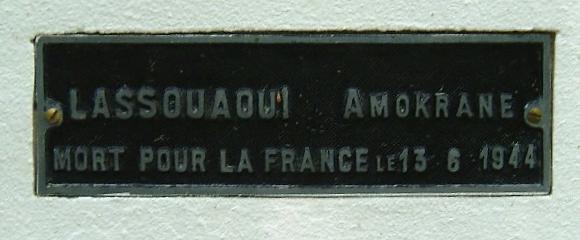 LASSOUAOUI AMOKRANE
MORT POUR LA FRANCE LE 13 6 1944